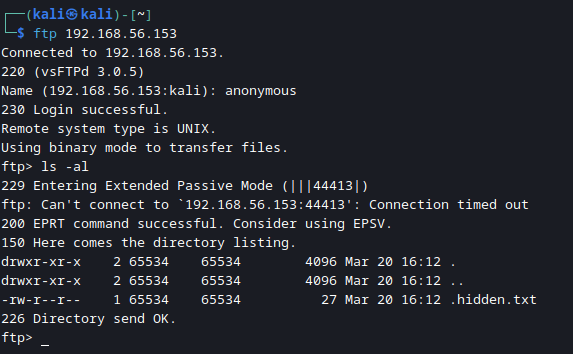 ┌──(kali㉿kali)-[~]
└─$ ftp 192.168.56.153
Connected to 192.168.56.153.
220 (vsFTPd 3.0.5)
Name (192.168.56.153:kali): anonymous
230 Login successful.
Remote system type is UNIX.
Using binary mode to transfer files.
ftp> ls -al
229 Entering Extended Passive Mode (|||44413|)
ftp: Can't connect to `192.168.56.153:44413': Connection timed out
200 EPRT command successful. Consider using EPSV.
150 Here comes the directory listing.
drwxr-xr-x    2 65534    65534        4096 Mar 20 16:12 .
drwxr-xr-x    2 65534    65534        4096 Mar 20 16:12 ..
-rw-r--r--    1 65534    65534          27 Mar 20 16:12 .hidden.txt
226 Directory send OK.
ftp> _